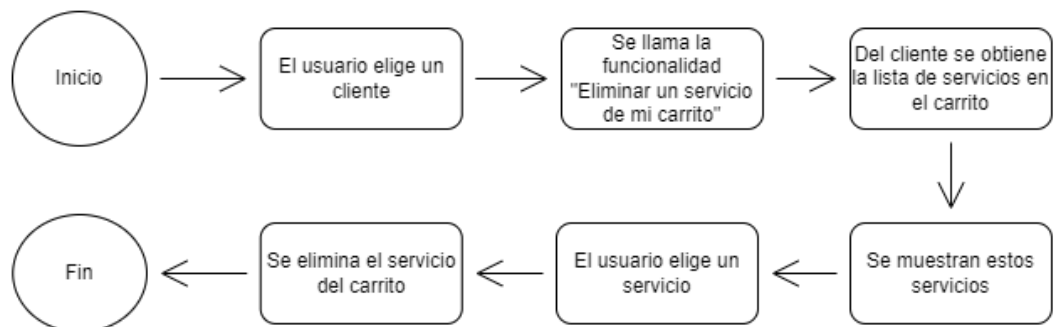 Inicio
El usuario elige un
cliente
Se llama la
funcionalidad
"Eliminar un servicio
de mi carrito"
Del cliente se obtiene
la lista de servicios en
el carrito
Se muestran estos
servicios
El usuario elige un
servicio
Se elimina el servicio
del carrito
Fin